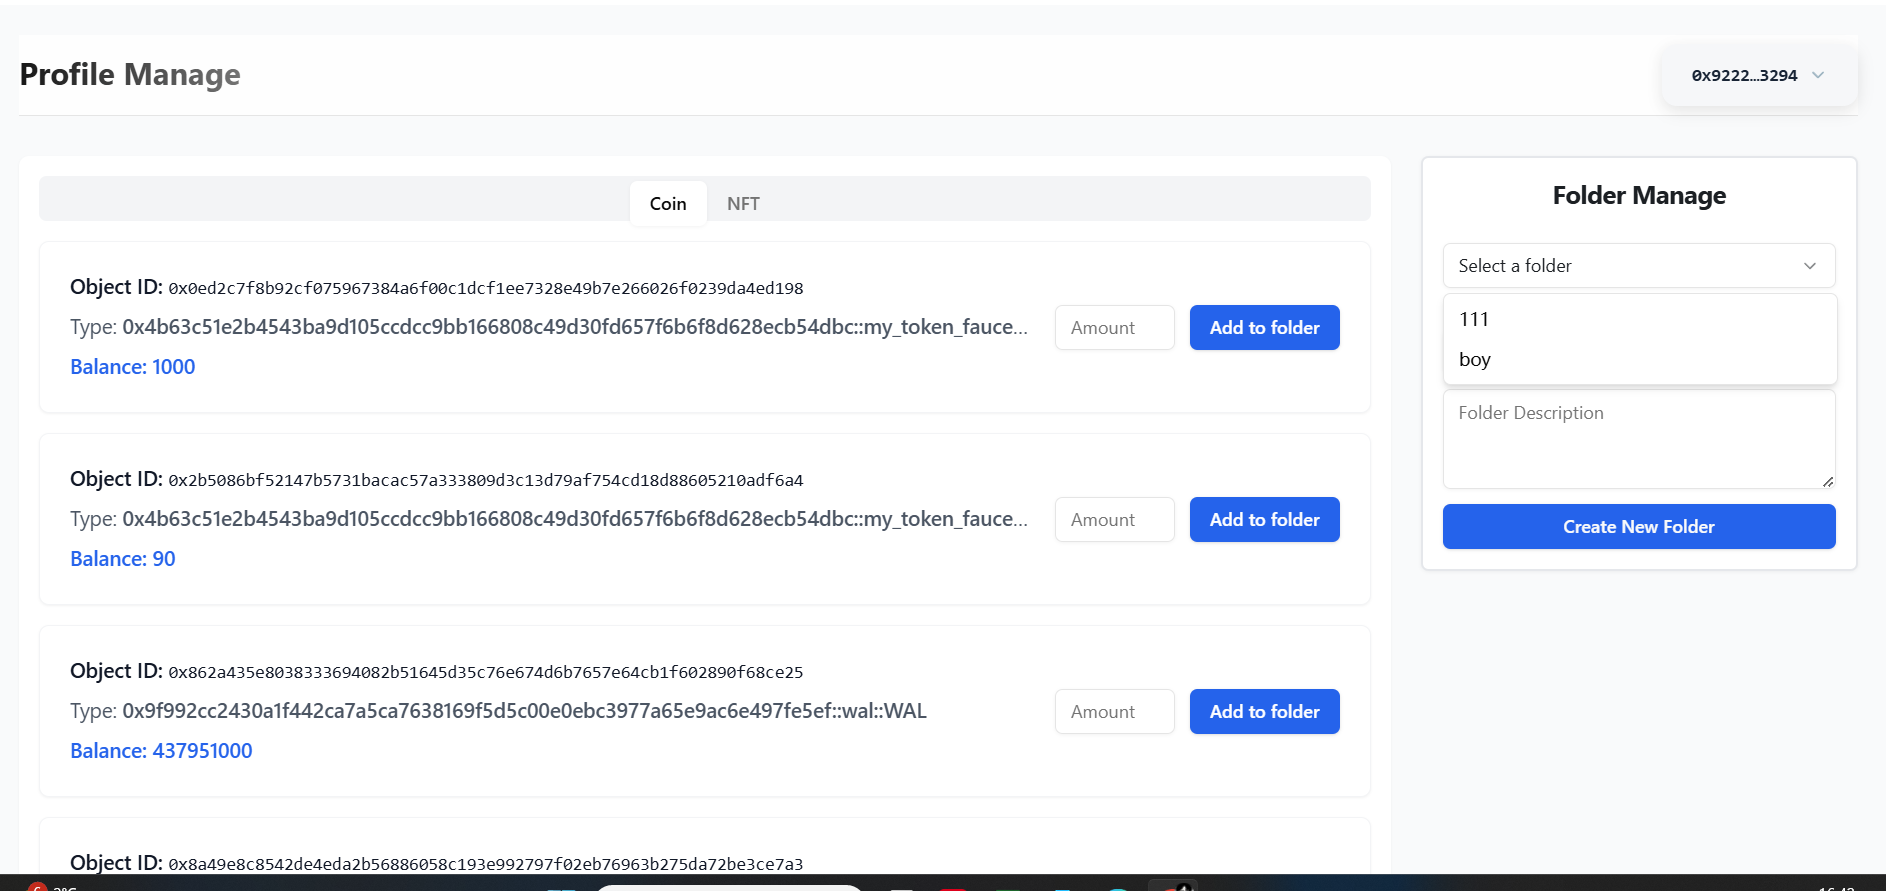 Profile Manage
0x9222...3294
Coin
NFT
Object ID: 0x0ed2c7f8b92cf075967384a6f00c1dcf1ee7328e49b7e266026f0239da4ed198
Type: 0x4b63c51e2b4543ba9d105ccdcc9bb166808c49d30fd657f6b6f8d628ecb54dbc::my_token_fauce...
Balance: 1000
Amount
Add to folder
Object ID: 0x2b5086bf52147b5731bacac57a333809d3c13d79af754cd18d88605210adf6a4
Type: 0x4b63c51e2b4543ba9d105ccdcc9bb166808c49d30fd657f6b6f8d628ecb54dbc::my_token_fauce...
Balance: 90
Amount
Add to folder
Object ID: 0x862a435e8038333694082b51645d35c76e674d6b7657e64cb1f602890f68ce25
Type: 0x9f992cc2430a1f442ca7a5ca7638169f5d5c00e0ebc3977a65e9ac6e497fe5ef::wal::WAL
Balance: 437951000
Amount
Add to folder
Object ID: 0x8a49e8c8542de4eda2b56886058c193e992797f02eb76963b275da72be3ce7a3
Folder Manage
Select a folder
111
boy
Folder Description
Create New Folder